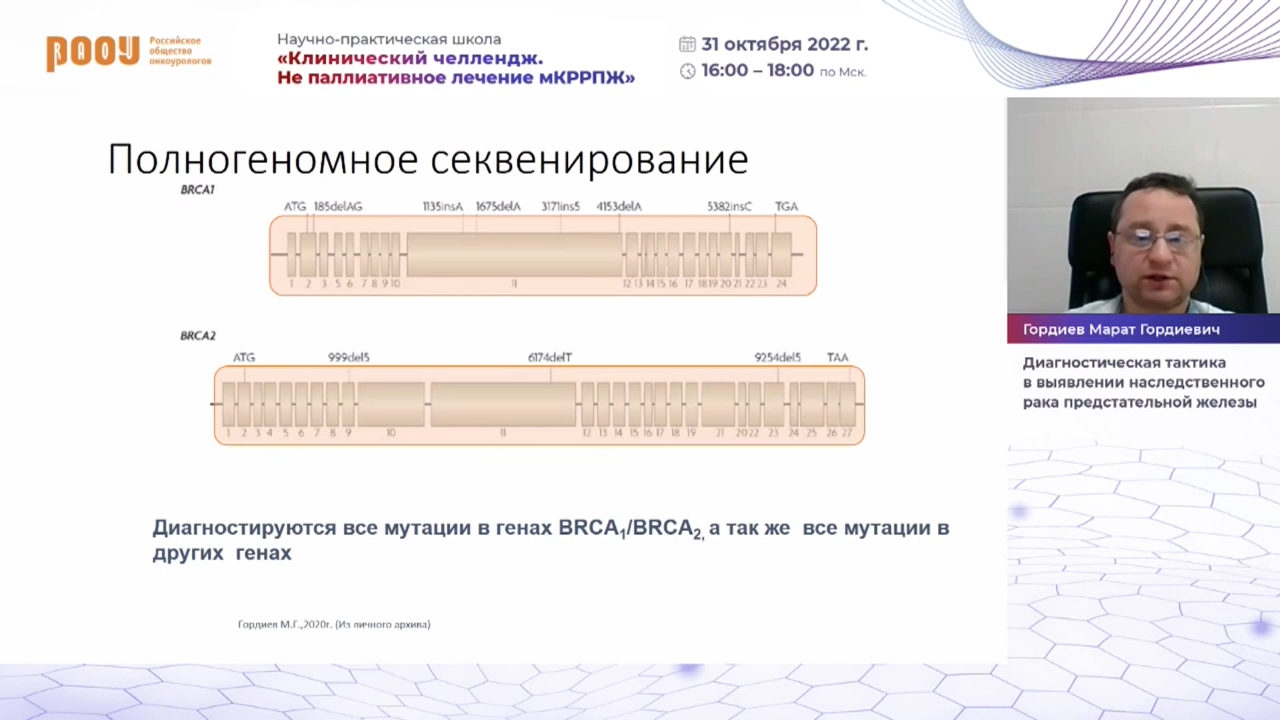 РАОУ
Российское
общество
онкоурологов
Научно-практическая школа
«Клинический челлендж.
Не паллиативное лечение мКРРПЖ»
31 октября 2022 г.
16:00 – 18:00 по Мск.
Полногеномное секвенирование
BRCA1
ATG 185delAG 1135insA 1675delA 3171ins5 4153delA 5382insC TGA
1 2 3 5 6 7 8 9 10 11 12 13 14 15 16 17 18 19 20 21 22 23 24
BRCA2
ATG 999del5 6174delT 9254del5 TAA
1 2 3 4 5 6 7 8 9 10 11 12 13 14 15 16 17 18 19 21 20 22 23 24 25 26 27
Диагностируются все мутации в генах BRCA1/BRCA2, а так же все мутации в
других генах
Гордиев М.Г.,2020г. (Из личного архива)
Гордиев Марат Гордиевич
Диагностическая тактика
в выявлении наследственного
рака предстательной железы